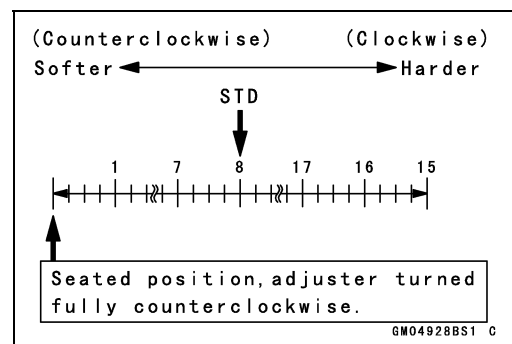 (Counterclockwise) (Clockwise)
Softer Harder
STD
1 7 8 17 16 15
Seated position, adjuster turned
fully counterclockwise.
GM04928BS1 C